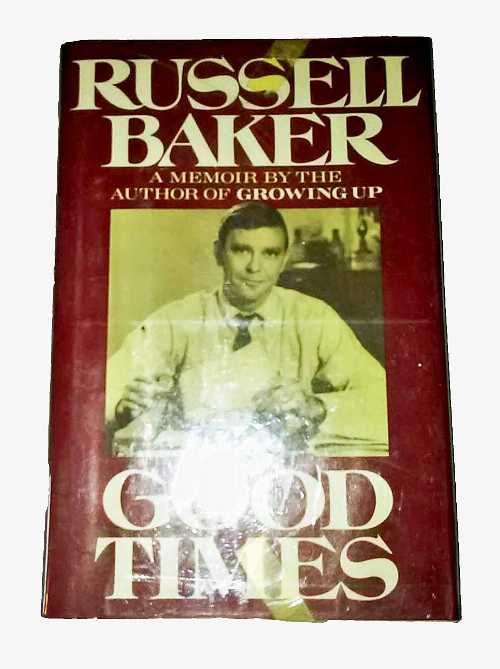 RUSSELL
BAKER
A MEMOIR BY THE
AUTHOR OF GROWING UP
GOOD
TIMES